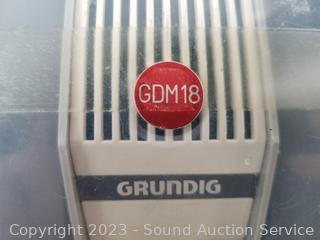 GDM18
GRUNDIG
Copyright 2023 - Sound Auction Service